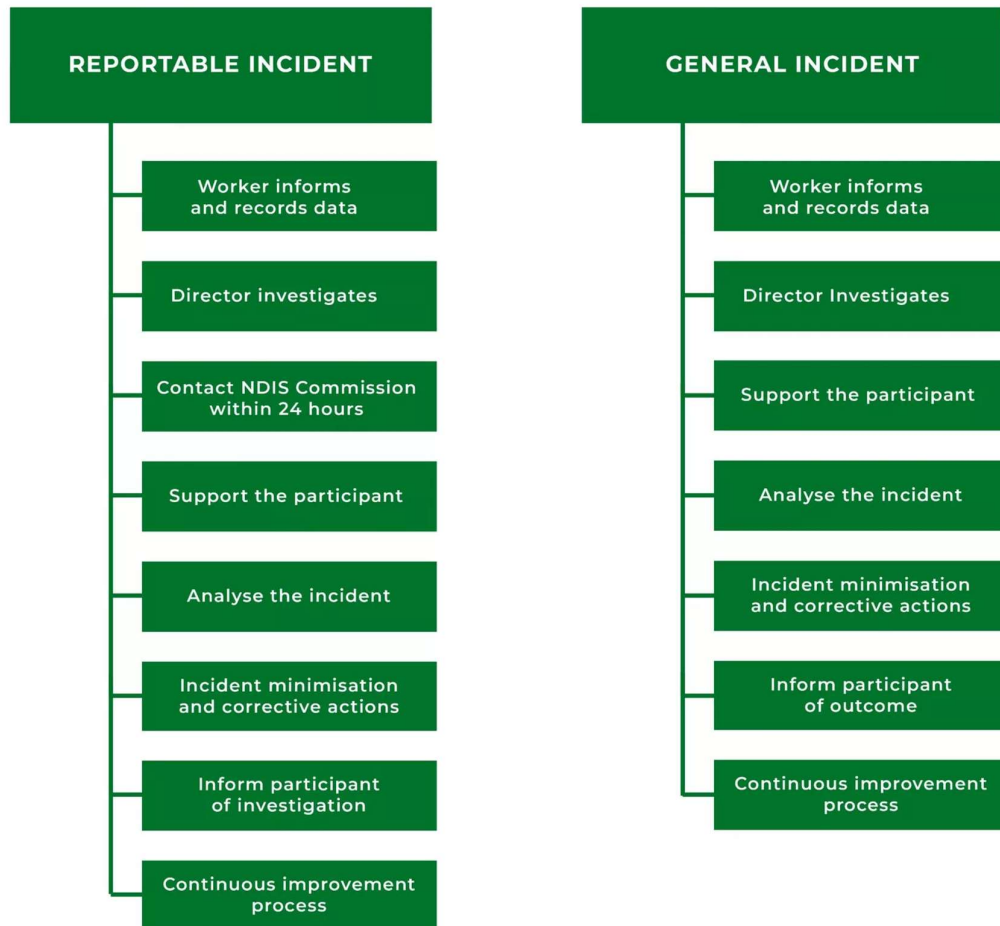 REPORTABLE INCIDENT
Worker informs
and records data
Director investigates
Contact NDIS Commission
within 24 hours
Support the participant
Analyse the incident
Incident minimisation
and corrective actions
Inform participant
of investigation
Continuous improvement
process
GENERAL INCIDENT
Worker informs
and records data
Director Investigates
Support the participant
Analyse the incident
Incident minimisation
and corrective actions
Inform participant
of outcome
Continuous improvement
process